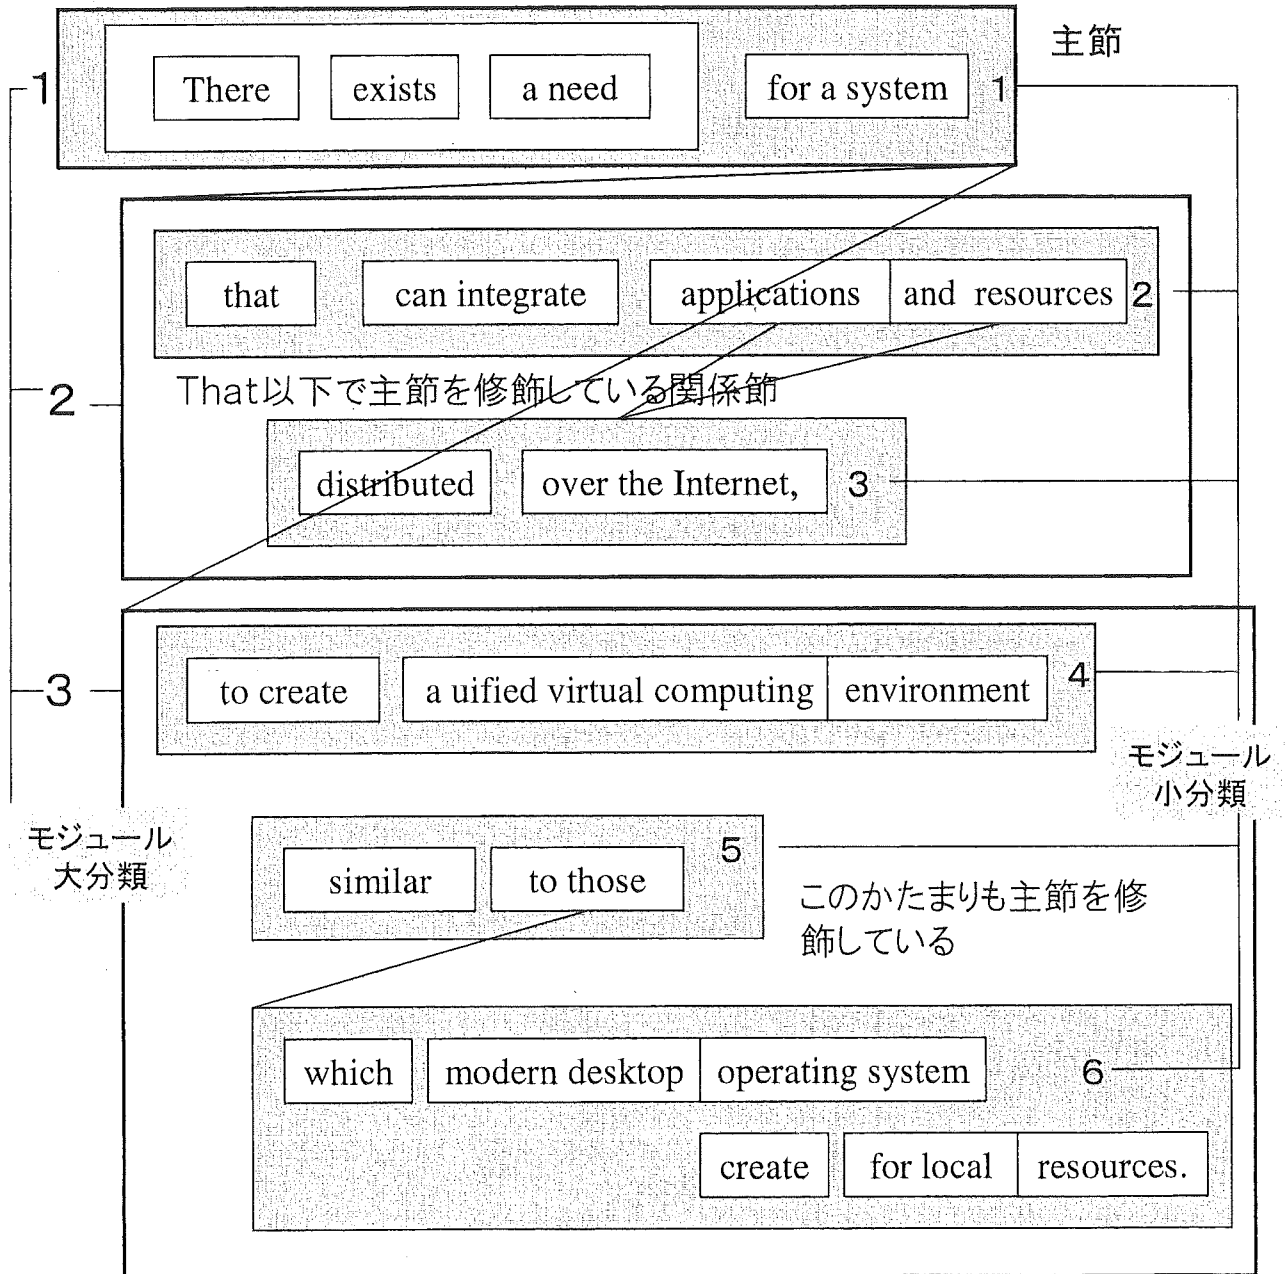 主節
1 There exists a need for a system 1
that can integrate applications and resources 2
2 That以下で主節を修飾している関係節
distributed over the Internet, 3
3 to create a uified virtual computing environment 4
モジュール
小分類
モジュール
大分類
similar to those 5
このかたまりも主節を修
飾している
which modern desktop operating system 6
create for local resources.